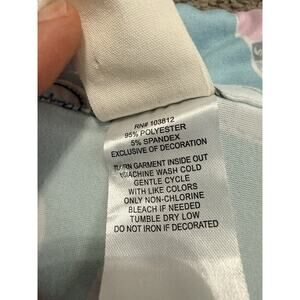 RN# 103812
95% POLYESTER
5% SPANDEX
EXCLUSIVE OF DECORATION
TURN GARMENT INSIDE OUT
MACHINE WASH COLD
GENTLE CYCLE
WITH LIKE COLORS
ONLY NON-CHLORINE
BLEACH IF NEEDED
TUMBLE DRY LOW
DO NOT IRON IF DECORATED